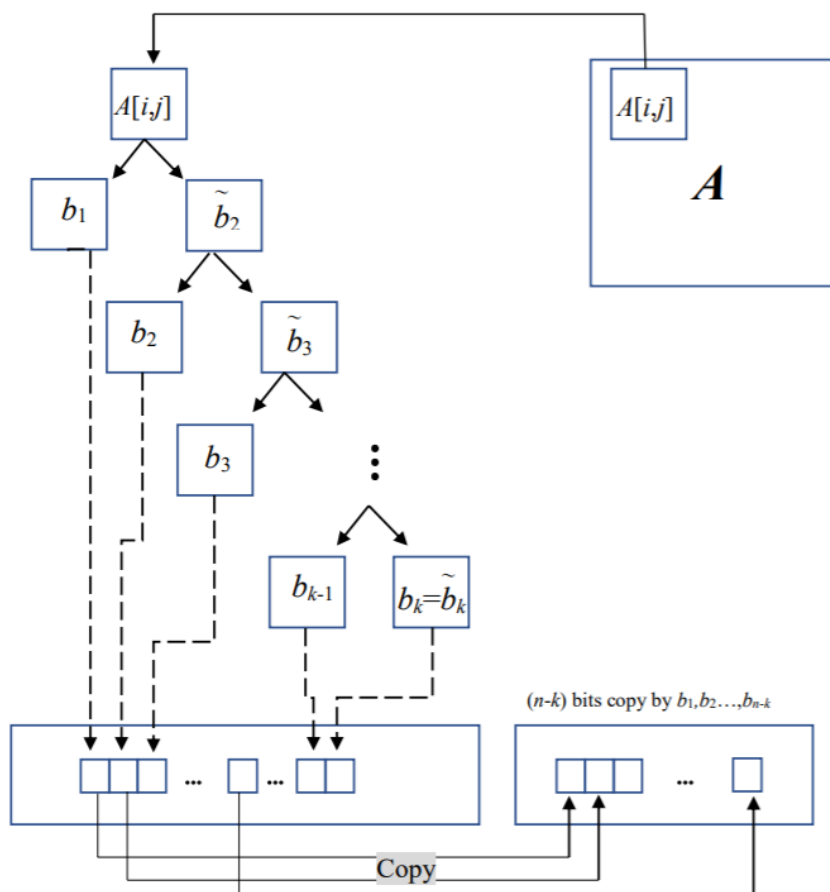 A[i,j]
A[i,j]
A
b₁
b̃₂
b₂
b̃₃
b₃
⋮
bₖ₋₁
bₖ=b̃ₖ
(n-k) bits copy by b₁,b₂...,bₙ₋ₖ
... ...
...
Copy